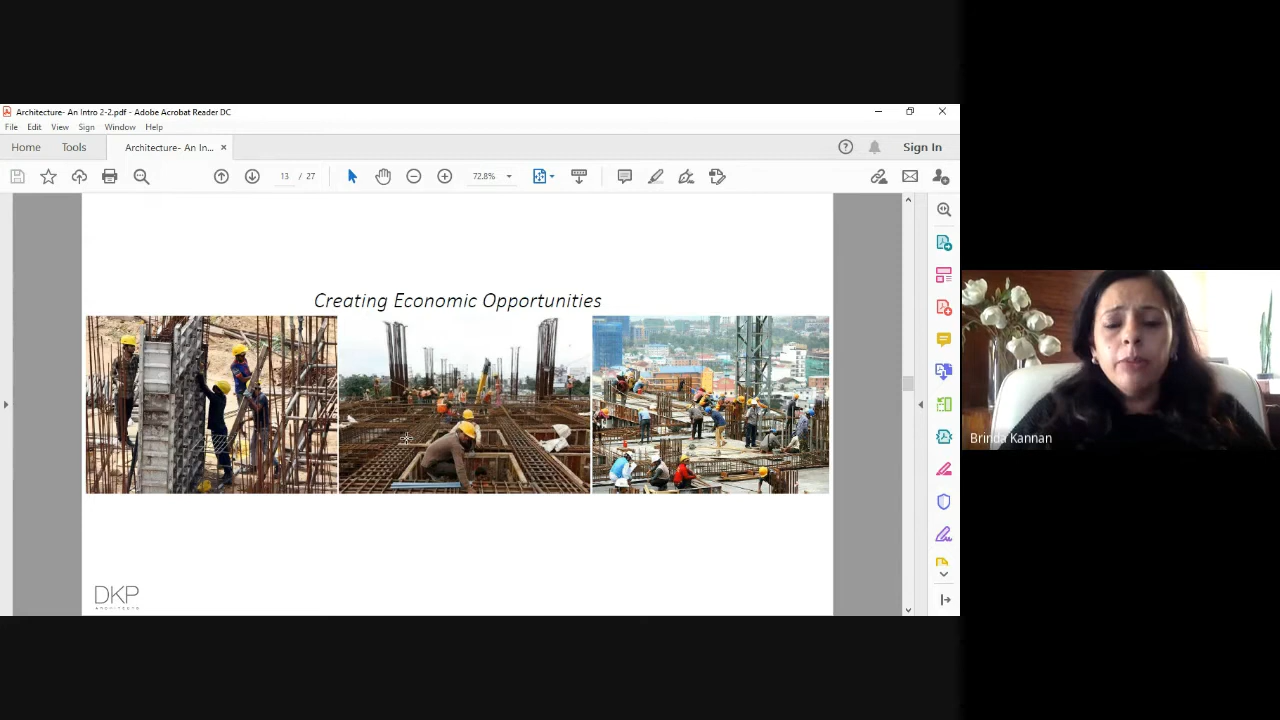 Architecture- An Intro 2-2.pdf - Adobe Acrobat Reader DC
File Edit View Sign Window Help
Home Tools Architecture- An In... × Sign In
13 / 27 72.8%
Creating Economic Opportunities
Brinda Kannan
DKP
ARCHITECTS